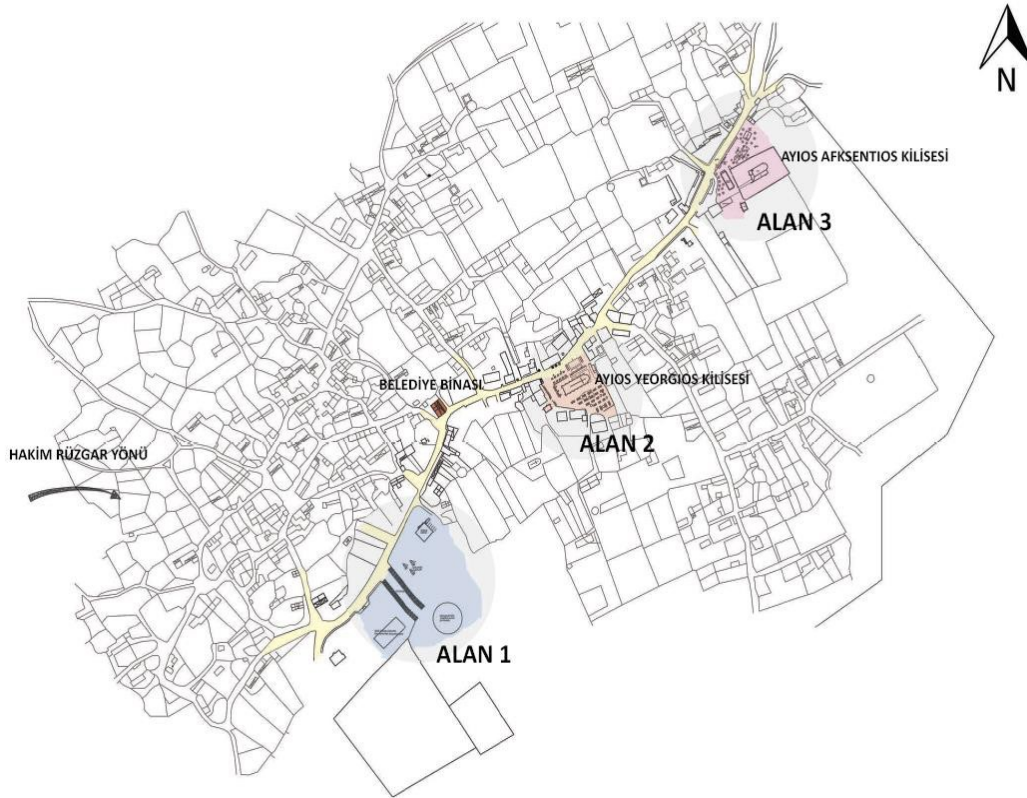 N
AYIOS AFKSENTIOS KİLİSESİ
ALAN 3
BELEDİYE BİNASI
AYIOS YEORGIOS KİLİSESİ
ALAN 2
HAKİM RÜZGAR YÖNÜ
ALAN 1